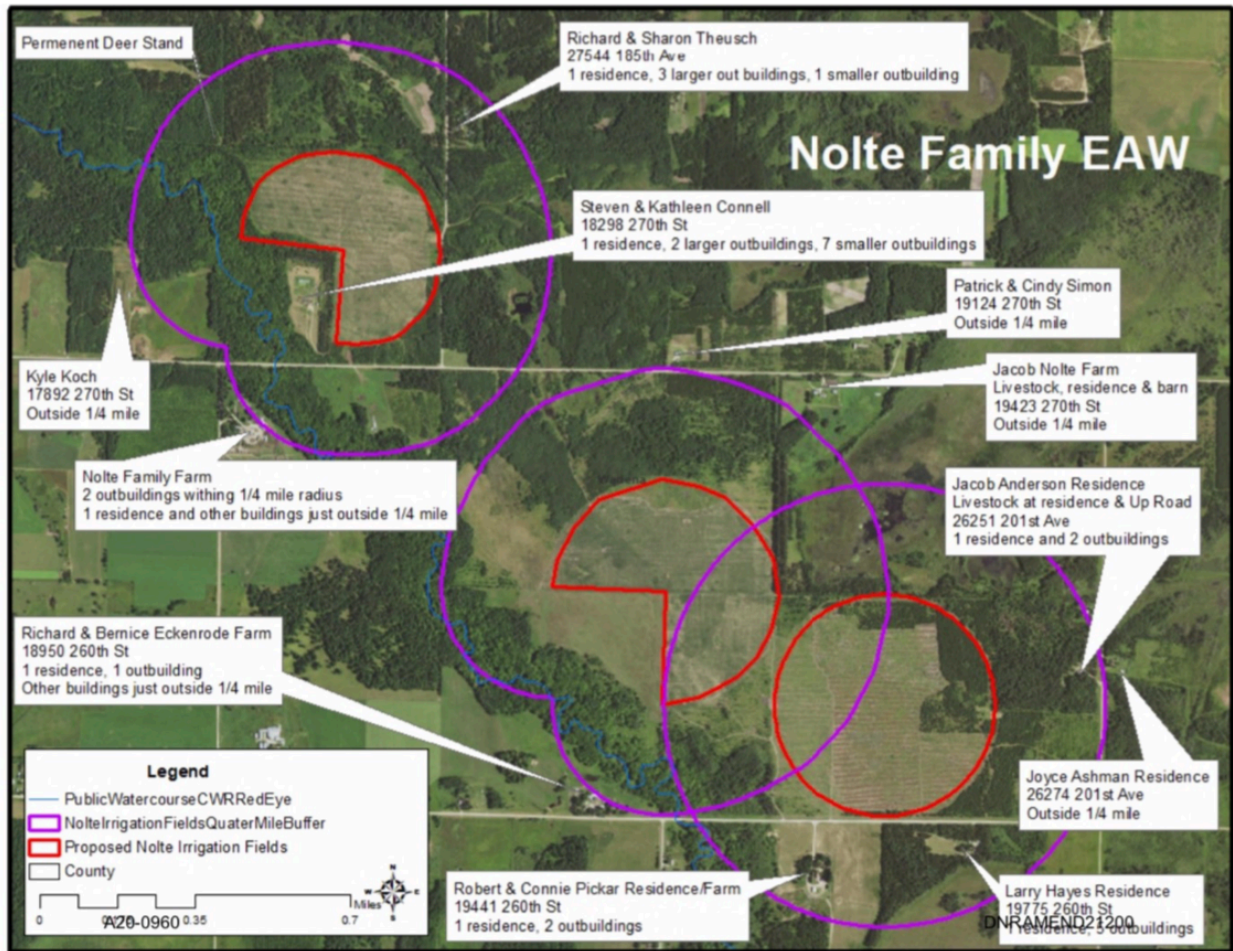 Permenent Deer Stand
Richard & Sharon Theusch
27544 185th Ave
1 residence, 3 larger out buildings, 1 smaller outbuilding
Nolte Family EAW
Steven & Kathleen Connell
18298 270th St
1 residence, 2 larger outbuildings, 7 smaller outbuildings
Patrick & Cindy Simon
19124 270th St
Outside 1/4 mile
Kyle Koch
17892 270th St
Outside 1/4 mile
Jacob Nolte Farm
Livestock, residence & barn
19423 270th St
Outside 1/4 mile
Nolte Family Farm
2 outbuildings withing 1/4 mile radius
1 residence and other buildings just outside 1/4 mile
Jacob Anderson Residence
Livestock at residence & Up Road
26251 201st Ave
1 residence and 2 outbuildings
Richard & Bernice Eckenrode Farm
18950 260th St
1 residence, 1 outbuilding
Other buildings just outside 1/4 mile
Joyce Ashman Residence
26274 201st Ave
Outside 1/4 mile
Legend
PublicWatercourseCWRRedEye
NolteIrrigationFieldsQuaterMileBuffer
Proposed Nolte Irrigation Fields
County
N
W E
S
Miles
0 0.175 0.35 0.7
A20-0960
Robert & Connie Pickar Residence/Farm
19441 260th St
1 residence, 2 outbuildings
Larry Hayes Residence
19775 260th St
1 residence, outbuildings
DNRAMEND21200